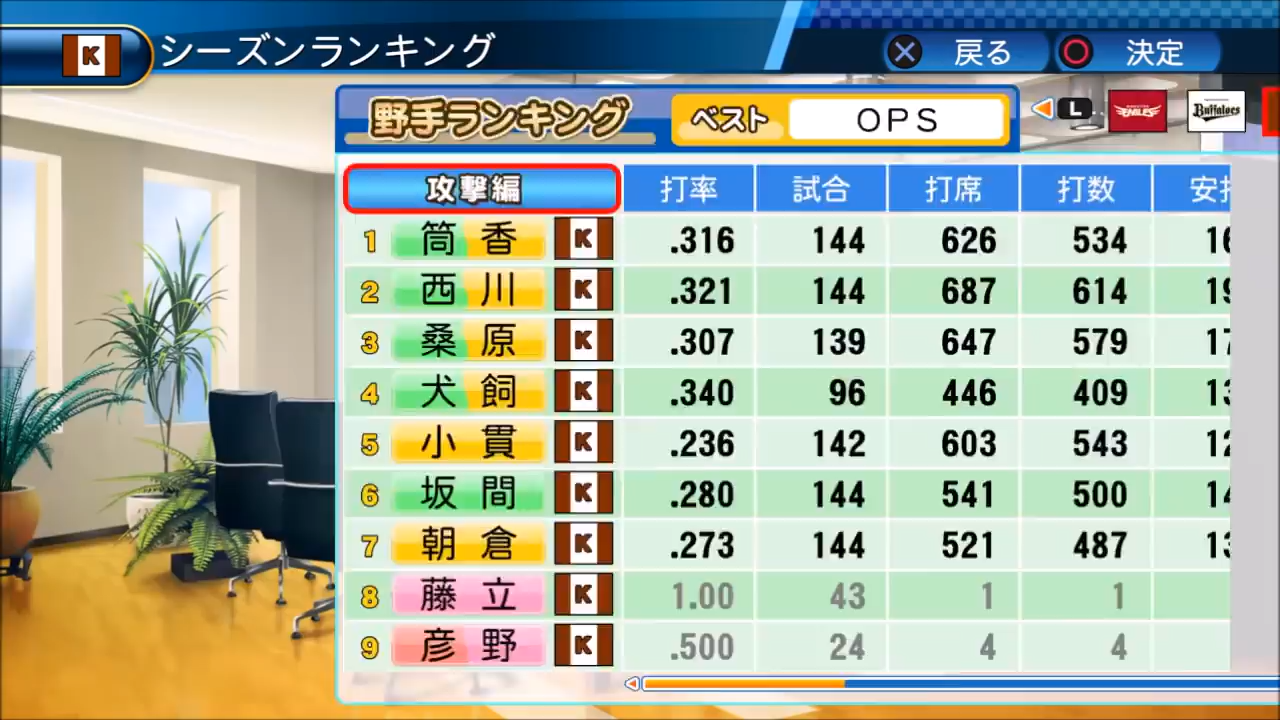 K シーズンランキング × 戻る ○ 決定
野手ランキング ベスト OPS L EAGLES Buffaloes
攻撃編 打率 試合 打席 打数
1 筒香 K .316 144 626 534
2 西川 K .321 144 687 614
3 桑原 K .307 139 647 579
4 犬飼 K .340 96 446 409
5 小貫 K .236 142 603 543
6 坂間 K .280 144 541 500
7 朝倉 K .273 144 521 487
8 藤立 K 1.00 43 1 1
9 彦野 K .500 24 4 4